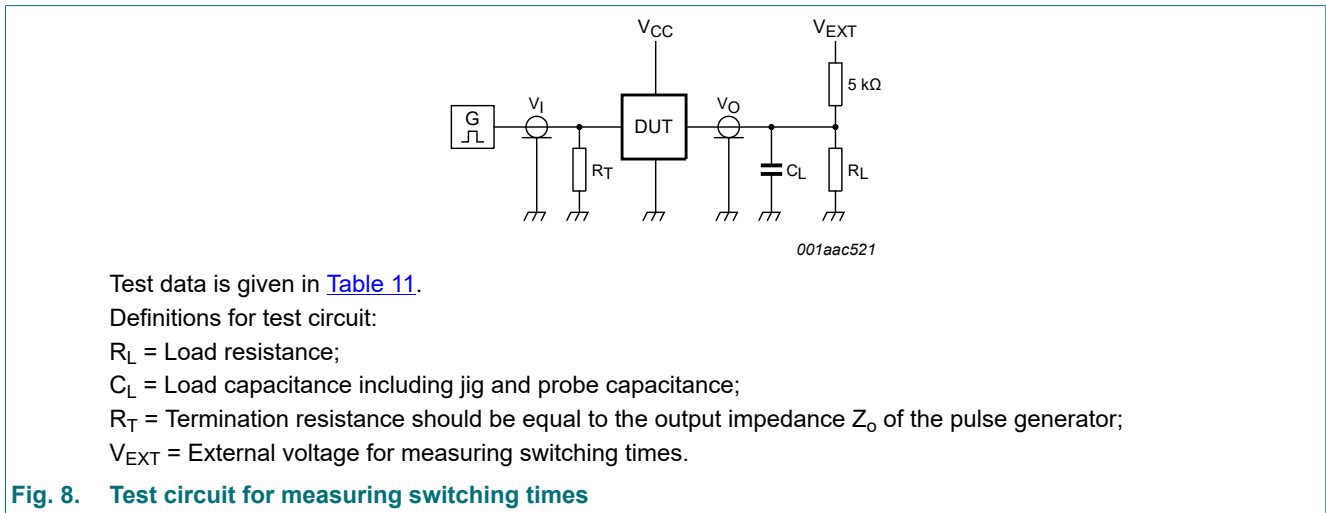 VCC
VEXT
5 kΩ
G
VI
DUT
VO
RT
CL
RL
001aac521
Test data is given in Table 11.
Definitions for test circuit:
RL = Load resistance;
CL = Load capacitance including jig and probe capacitance;
RT = Termination resistance should be equal to the output impedance Zo of the pulse generator;
VEXT = External voltage for measuring switching times.
Fig. 8. Test circuit for measuring switching times